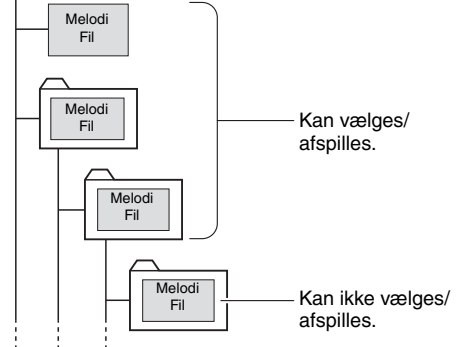 Melodi
Fil
Melodi
Fil
Kan vælges/
afspilles.
Melodi
Fil
Melodi
Fil
Kan ikke vælges/
afspilles.